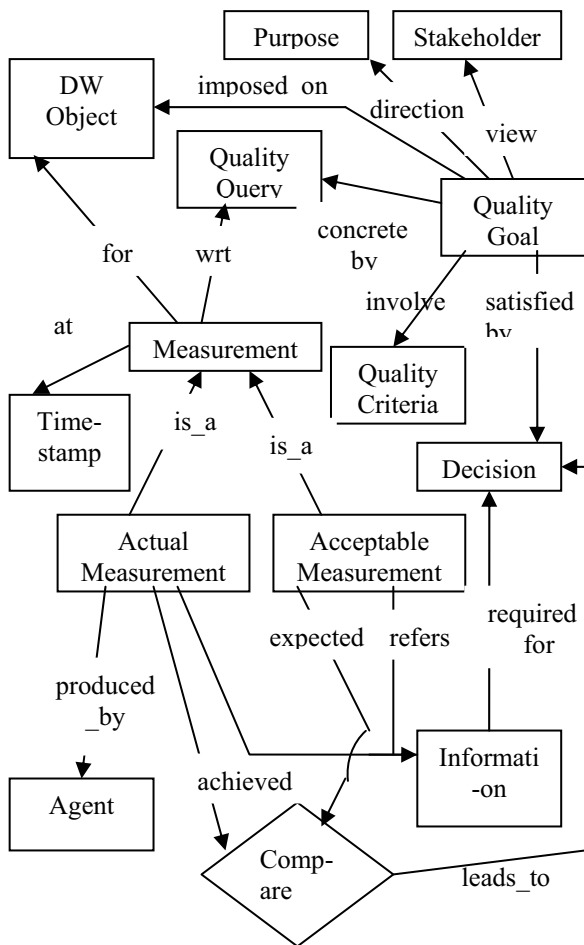 Purpose
Stakeholder
DW
Object
imposed_on
direction
view
Quality
Query
Quality
Goal
concrete
by
for
wrt
involve
satisfied
by
at
Measurement
Quality
Criteria
Time-
stamp
is_a
is_a
Decision
Actual
Measurement
Acceptable
Measurement
expected
refers
required
for
produced
_by
Informati
-on
Agent
achieved
Comp-
are
leads_to